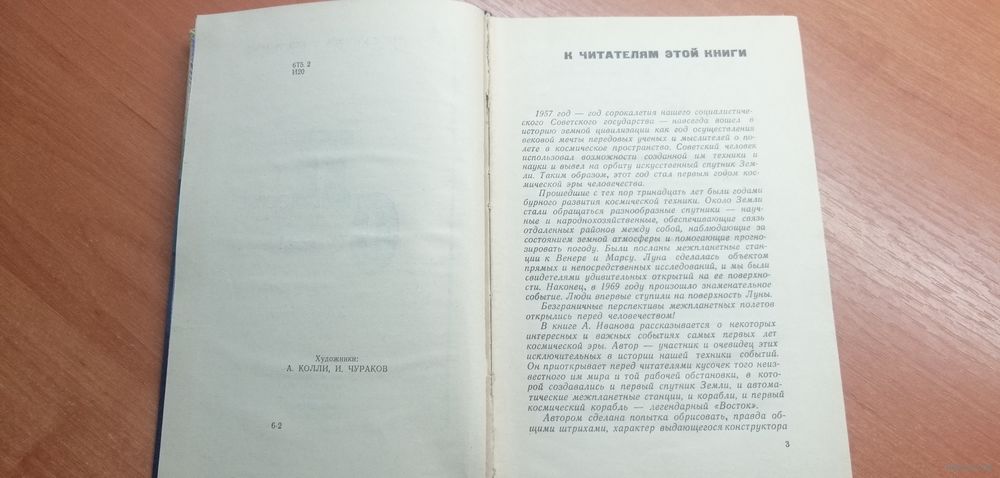 6Т5. 2
И20
Художники:
А. КОЛЛИ, И. ЧУРАКОВ
6-2
К ЧИТАТЕЛЯМ ЭТОЙ КНИГИ
1957 год — год сорокалетия нашего социалистиче-
ского Советского государства — навсегда вошел в
историю земной цивилизации как год осуществления
вековой мечты передовых ученых и мыслителей о по-
лете в космическое пространство. Советский человек
использовал возможности созданной им техники и
науки и вывел на орбиту искусственный спутник Зем-
ли. Таким образом, этот год стал первым годом кос-
мической эры человечества.
Прошедшие с тех пор тринадцать лет были годами
бурного развития космической техники. Около Земли
стали обращаться разнообразные спутники — науч-
ные и народнохозяйственные, обеспечивающие связь
отдаленных районов между собой, наблюдающие за
состоянием земной атмосферы и помогающие прогно-
зировать погоду. Были посланы межпланетные стан-
ции к Венере и Марсу. Луна сделалась объектом
прямых и непосредственных исследований, и мы были
свидетелями удивительных открытий на ее поверхно-
сти. Наконец, в 1969 году произошло знаменательное
событие. Люди впервые ступили на поверхность Луны.
Безграничные перспективы межпланетных полетов
открылись перед человечеством!
В книге А. Иванова рассказывается о некоторых
интересных и важных событиях самых первых лет
космической эры. Автор — участник и очевидец этих
исключительных в истории нашей техники событий.
Он приоткрывает перед читателями кусочек того неиз-
вестного им мира и той рабочей обстановки, в кото-
рой создавались и первый спутник Земли, и автома-
тические межпланетные станции, и корабли, и первый
космический корабль — легендарный «Восток».
Автором сделана попытка обрисовать, правда об-
щими штрихами, характер выдающегося конструктора
3